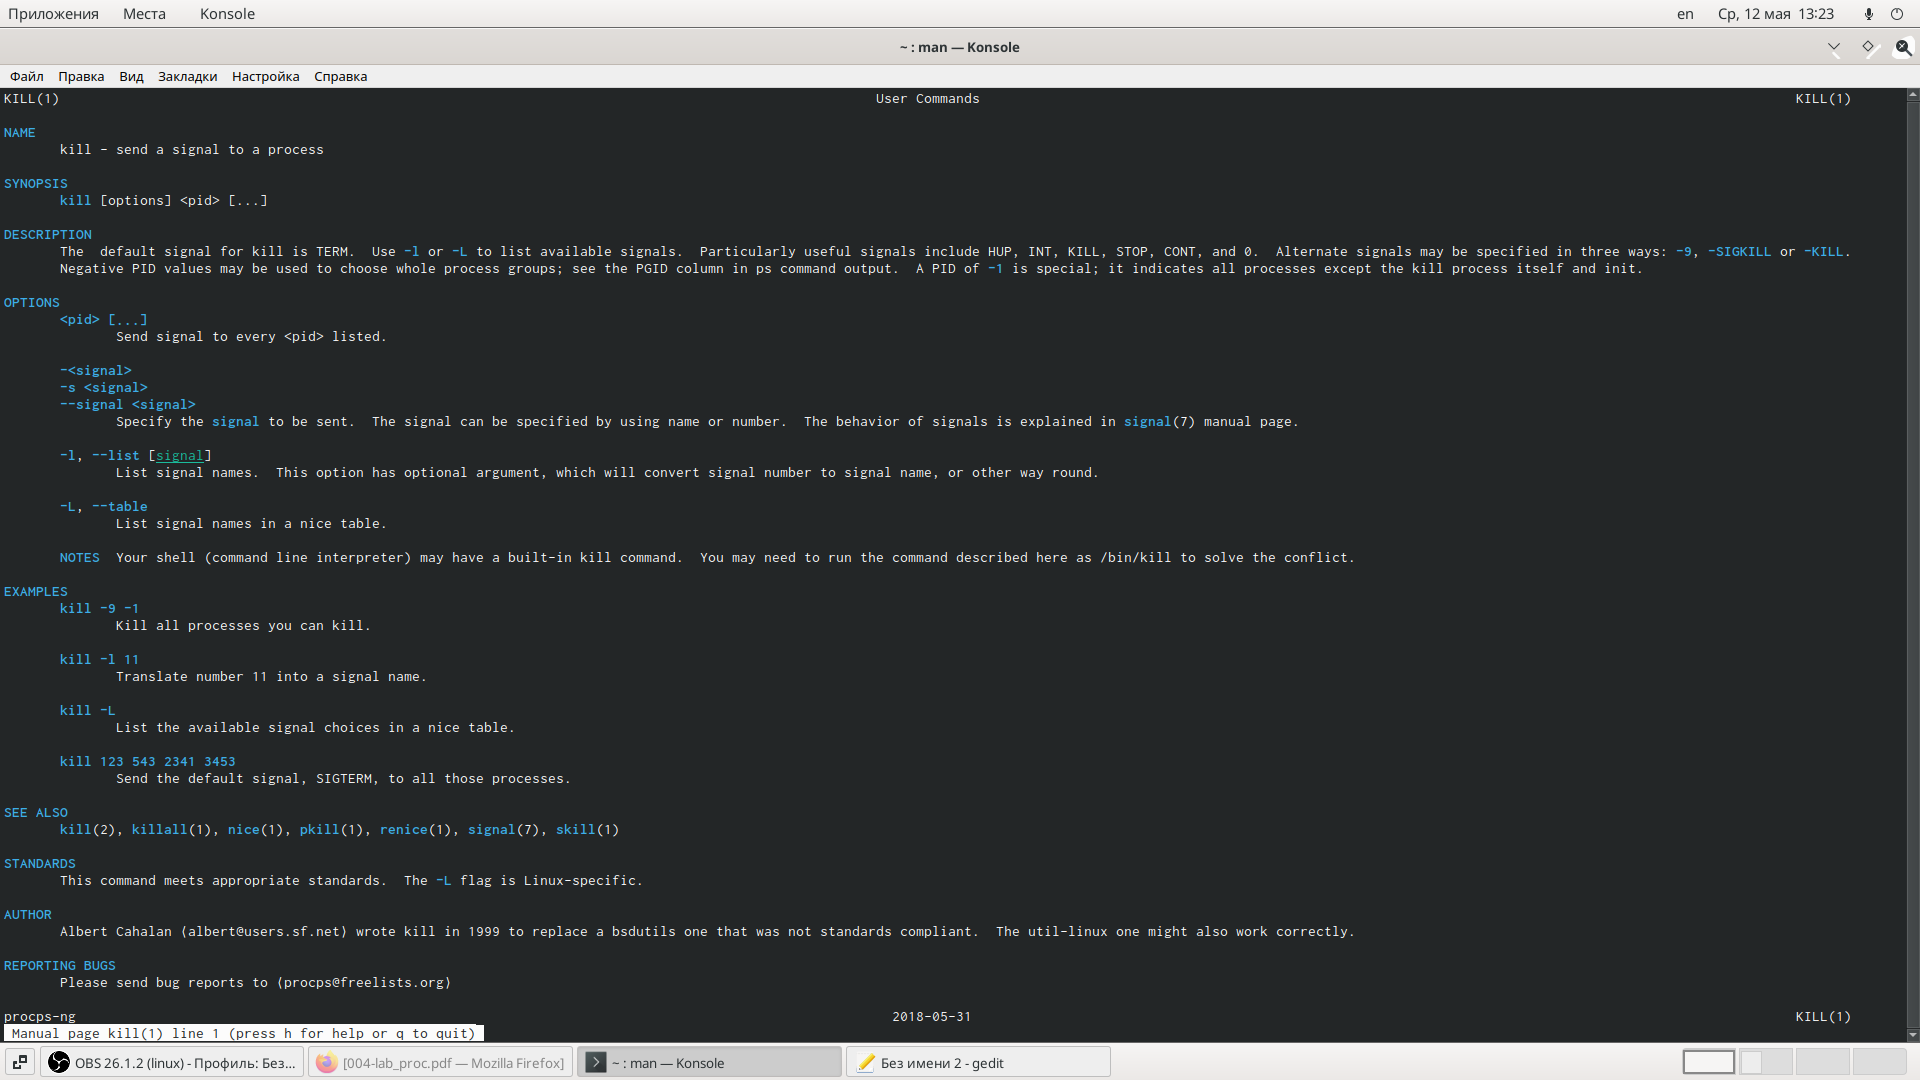 Приложения Места Konsole en Ср, 12 мая 13:23
~ : man — Konsole
Файл Правка Вид Закладки Настройка Справка
KILL(1) User Commands KILL(1)
NAME
kill - send a signal to a process
SYNOPSIS
kill [options] <pid> [...]
DESCRIPTION
The default signal for kill is TERM. Use -l or -L to list available signals. Particularly useful signals include HUP, INT, KILL, STOP, CONT, and 0. Alternate signals may be specified in three ways: -9, -SIGKILL or -KILL.
Negative PID values may be used to choose whole process groups; see the PGID column in ps command output. A PID of -1 is special; it indicates all processes except the kill process itself and init.
OPTIONS
<pid> [...]
Send signal to every <pid> listed.
-<signal>
-s <signal>
--signal <signal>
Specify the signal to be sent. The signal can be specified by using name or number. The behavior of signals is explained in signal(7) manual page.
-l, --list [signal]
List signal names. This option has optional argument, which will convert signal number to signal name, or other way round.
-L, --table
List signal names in a nice table.
NOTES Your shell (command line interpreter) may have a built-in kill command. You may need to run the command described here as /bin/kill to solve the conflict.
EXAMPLES
kill -9 -1
Kill all processes you can kill.
kill -l 11
Translate number 11 into a signal name.
kill -L
List the available signal choices in a nice table.
kill 123 543 2341 3453
Send the default signal, SIGTERM, to all those processes.
SEE ALSO
kill(2), killall(1), nice(1), pkill(1), renice(1), signal(7), skill(1)
STANDARDS
This command meets appropriate standards. The -L flag is Linux-specific.
AUTHOR
Albert Cahalan ⟨albert@users.sf.net⟩ wrote kill in 1999 to replace a bsdutils one that was not standards compliant. The util-linux one might also work correctly.
REPORTING BUGS
Please send bug reports to ⟨procps@freelists.org⟩
procps-ng 2018-05-31 KILL(1)
Manual page kill(1) line 1 (press h for help or q to quit)
OBS 26.1.2 (linux) - Профиль: Без... [004-lab_proc.pdf — Mozilla Firefox] ~ : man — Konsole Без имени 2 - gedit